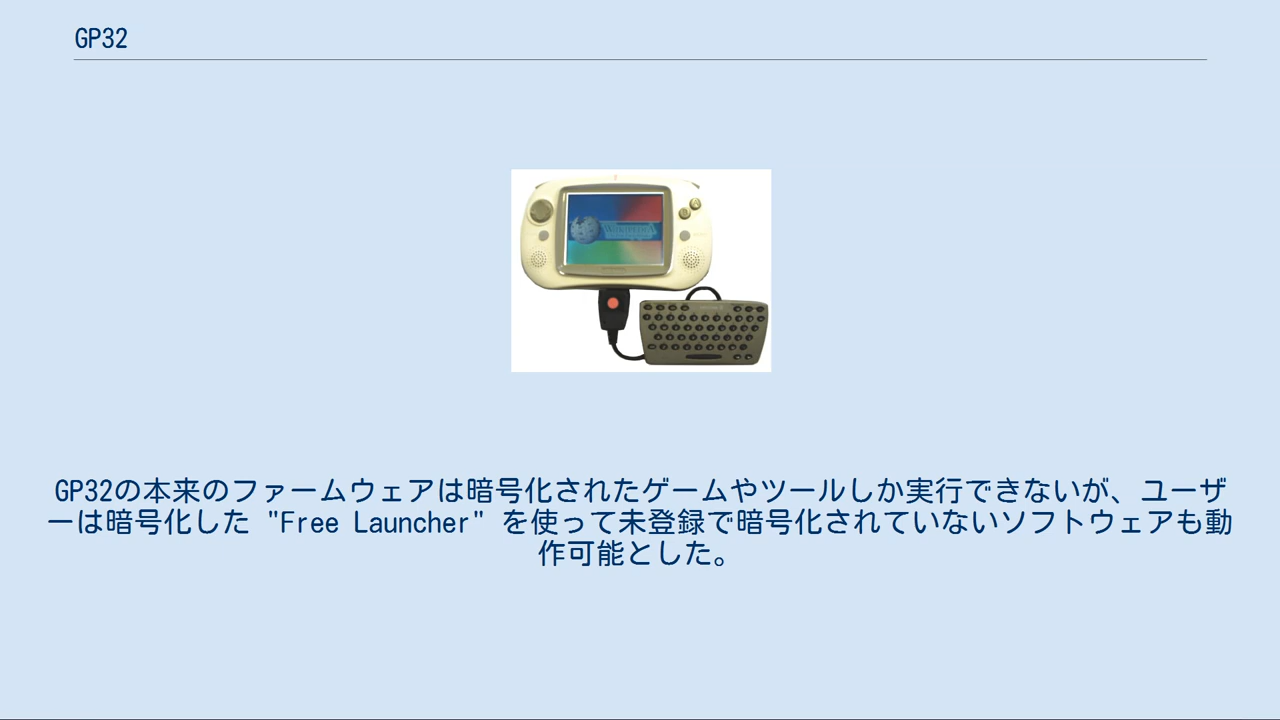 GP32
WIKIPEDIA
GP32の本来のファームウェアは暗号化されたゲームやツールしか実行できないが、ユーザ
ーは暗号化した "Free Launcher" を使って未登録で暗号化されていないソフトウェアも動
作可能とした。